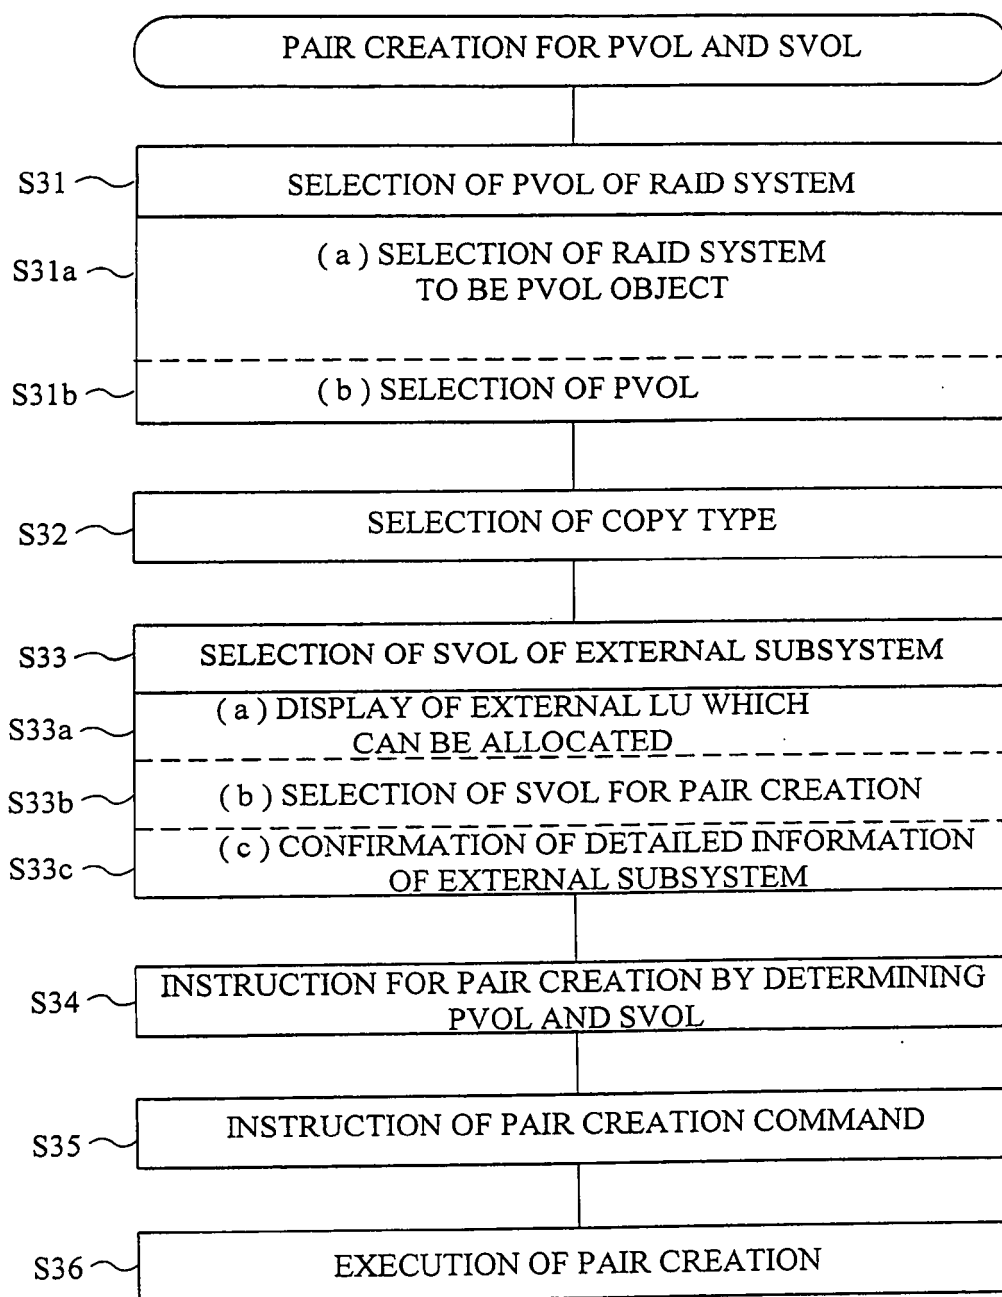 PAIR CREATION FOR PVOL AND SVOL
S31
SELECTION OF PVOL OF RAID SYSTEM
S31a
(a) SELECTION OF RAID SYSTEM
TO BE PVOL OBJECT
S31b
(b) SELECTION OF PVOL
S32
SELECTION OF COPY TYPE
S33
SELECTION OF SVOL OF EXTERNAL SUBSYSTEM
S33a
(a) DISPLAY OF EXTERNAL LU WHICH
CAN BE ALLOCATED
S33b
(b) SELECTION OF SVOL FOR PAIR CREATION
S33c
(c) CONFIRMATION OF DETAILED INFORMATION
OF EXTERNAL SUBSYSTEM
S34
INSTRUCTION FOR PAIR CREATION BY DETERMINING
PVOL AND SVOL
S35
INSTRUCTION OF PAIR CREATION COMMAND
S36
EXECUTION OF PAIR CREATION